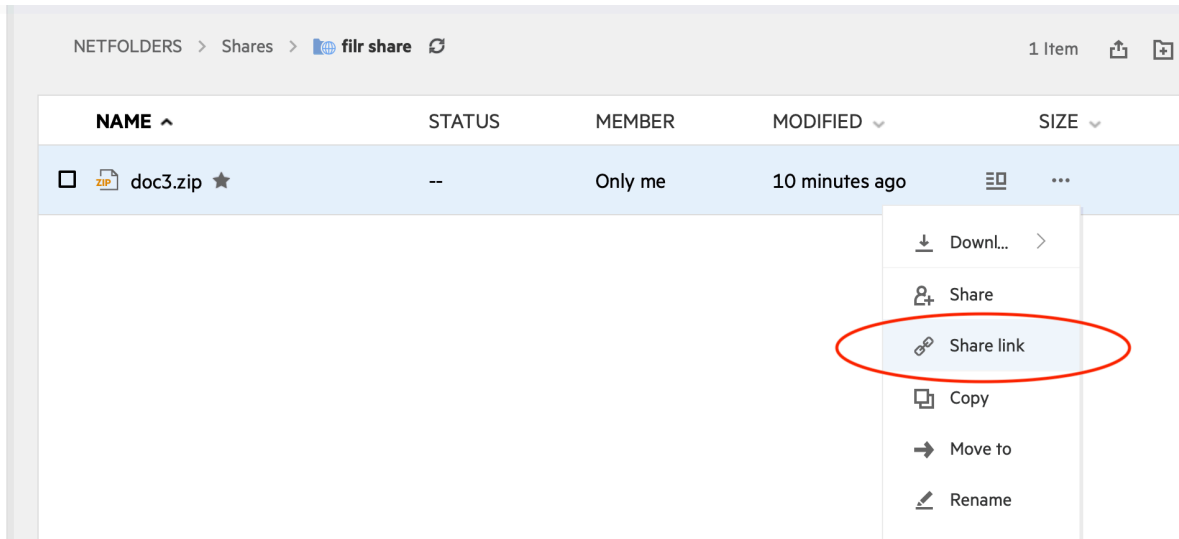 NETFOLDERS > Shares > filr share 1 Item
NAME STATUS MEMBER MODIFIED SIZE
ZIP doc3.zip -- Only me 10 minutes ago ...
Downl... >
Share
Share link
Copy
Move to
Rename